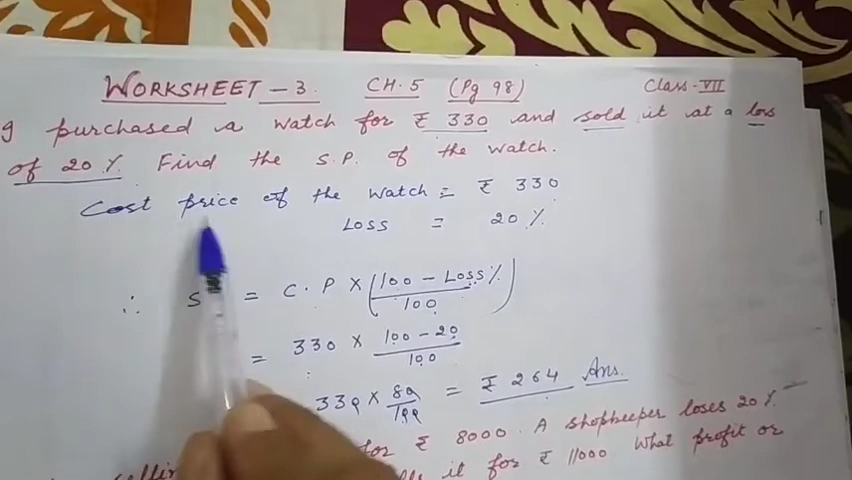 WORKSHEET - 3. CH.5 (Pg 98) Class-VII
purchased a watch for ₹ 330 and sold it at a loss
of 20% Find the S.P. of the watch.
Cost price of the watch = ₹ 330
Loss = 20%
∴ S = C.P × (100 - Loss% / 100)
= 330 × 100 - 20 / 100
330 × 80 / 100 = ₹ 264 Ans.
for ₹ 8000. A shopkeeper loses 20%
it for ₹ 11000 What profit or